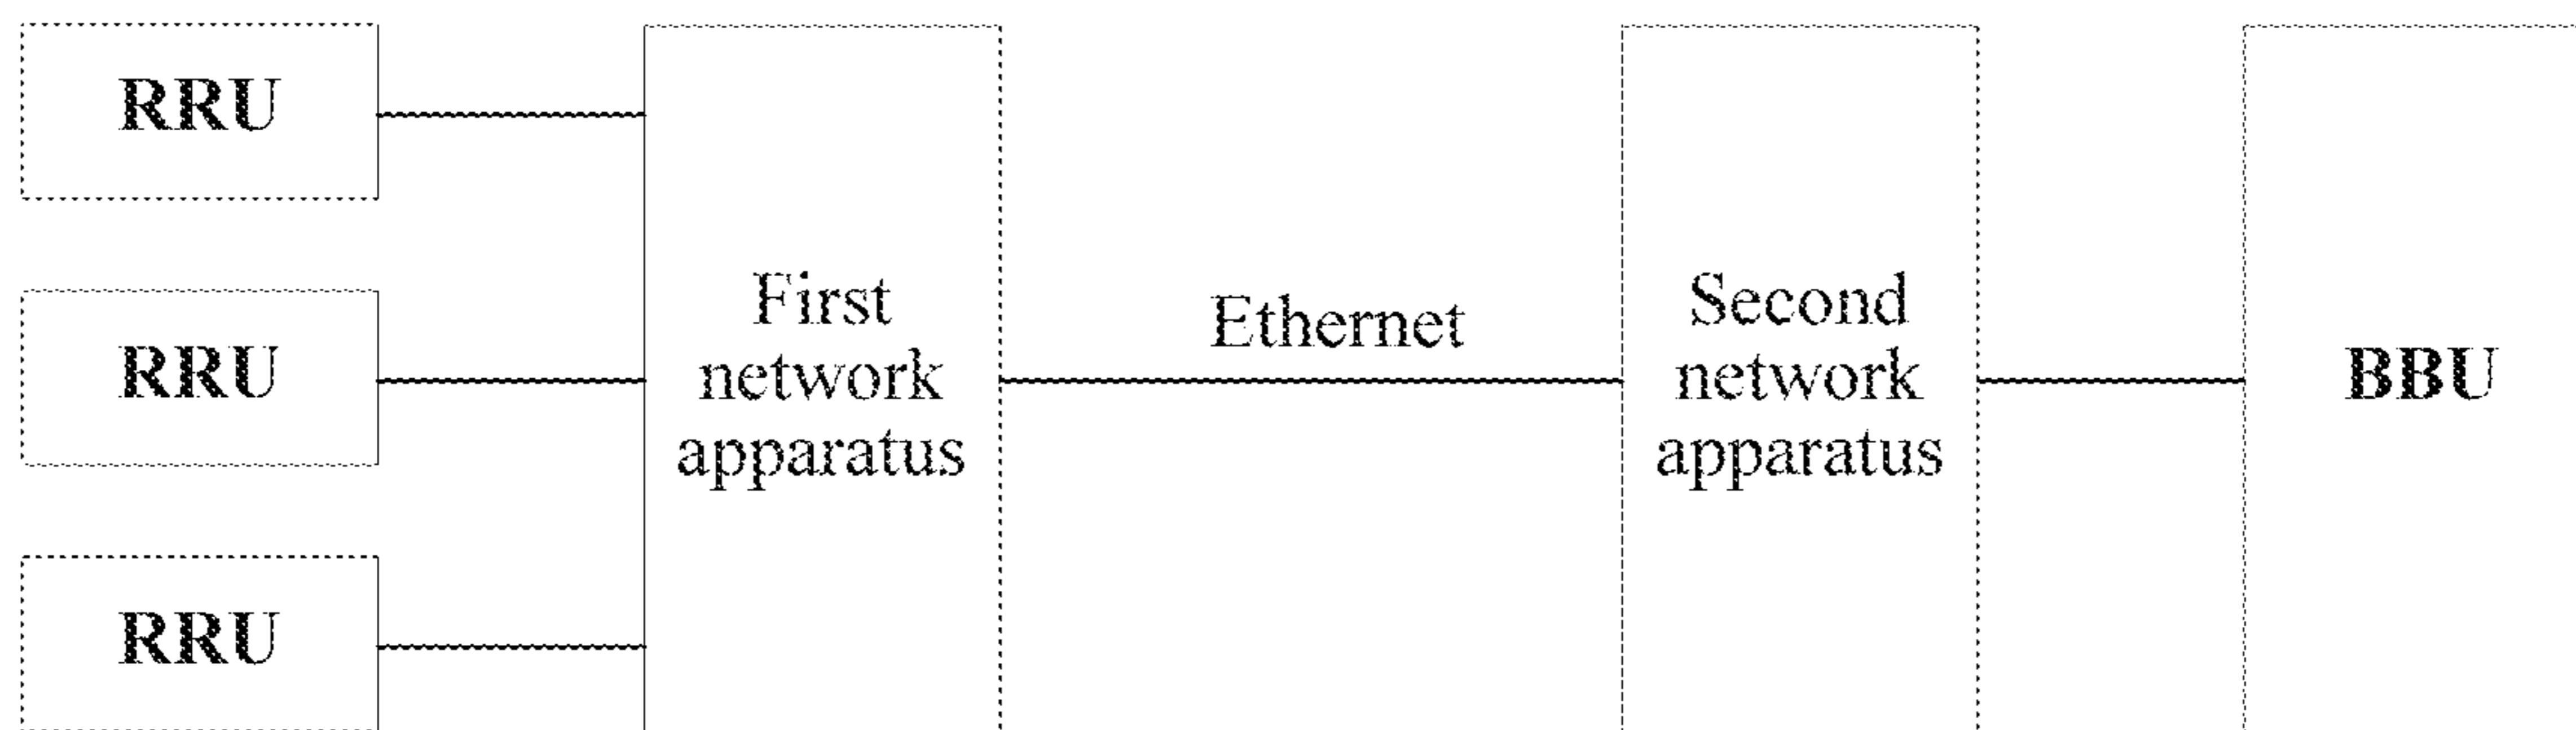 RRU
RRU
RRU
First
network
apparatus
Ethernet
Second
network
apparatus
BBU